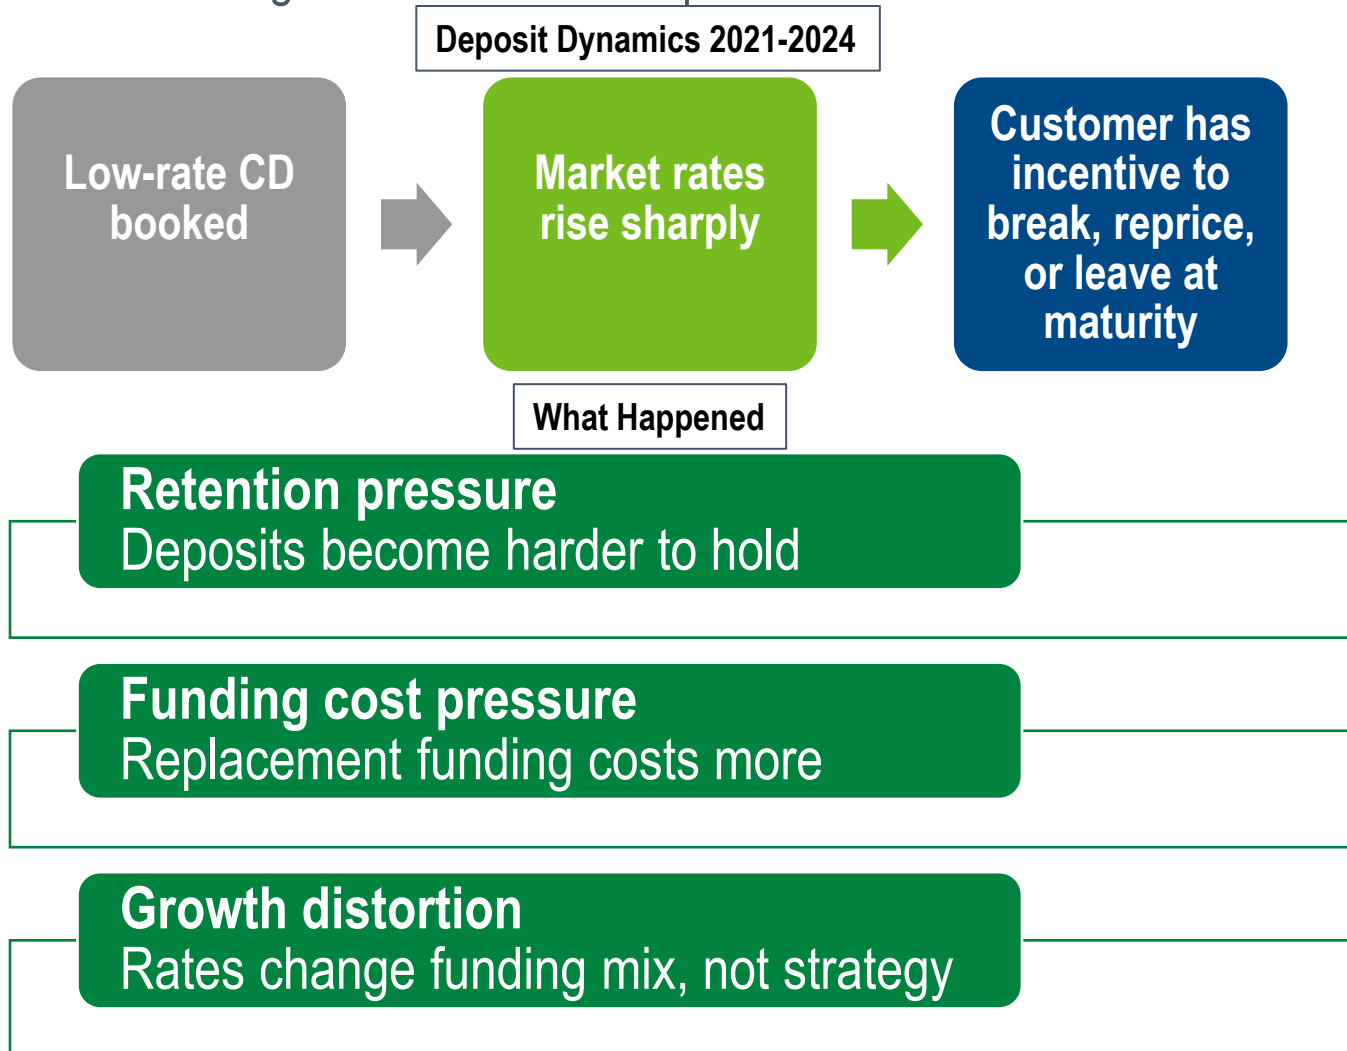 Deposit Dynamics 2021-2024
Low-rate CD
booked
Market rates
rise sharply
Customer has
incentive to
break, reprice,
or leave at
maturity
What Happened
Retention pressure
Deposits become harder to hold
Funding cost pressure
Replacement funding costs more
Growth distortion
Rates change funding mix, not strategy